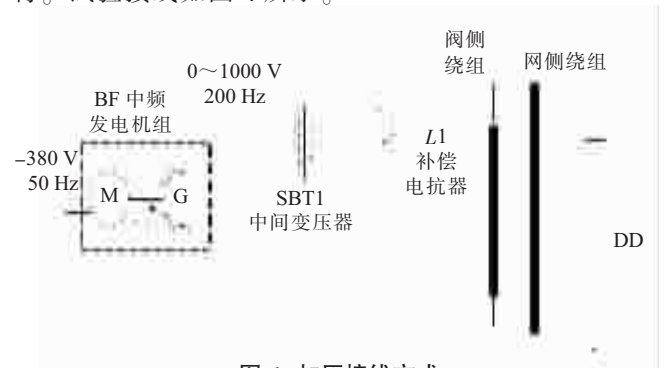 阀侧
绕组
网侧绕组
0～1000 V
200 Hz
BF 中频
发电机组
L1
补偿
电抗器
–380 V
50 Hz
M
G
SBT1
中间变压器
DD